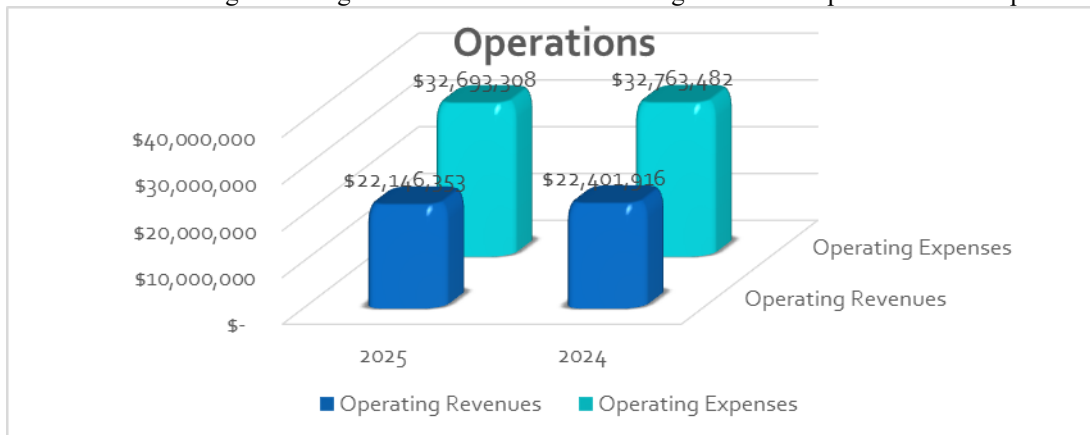 Operations
$32,693,308 $32,763,482
$40,000,000
$22,146,353 $22,401,916
$30,000,000
$20,000,000
Operating Expenses
$10,000,000
Operating Revenues
$-
2025 2024
Operating Revenues Operating Expenses